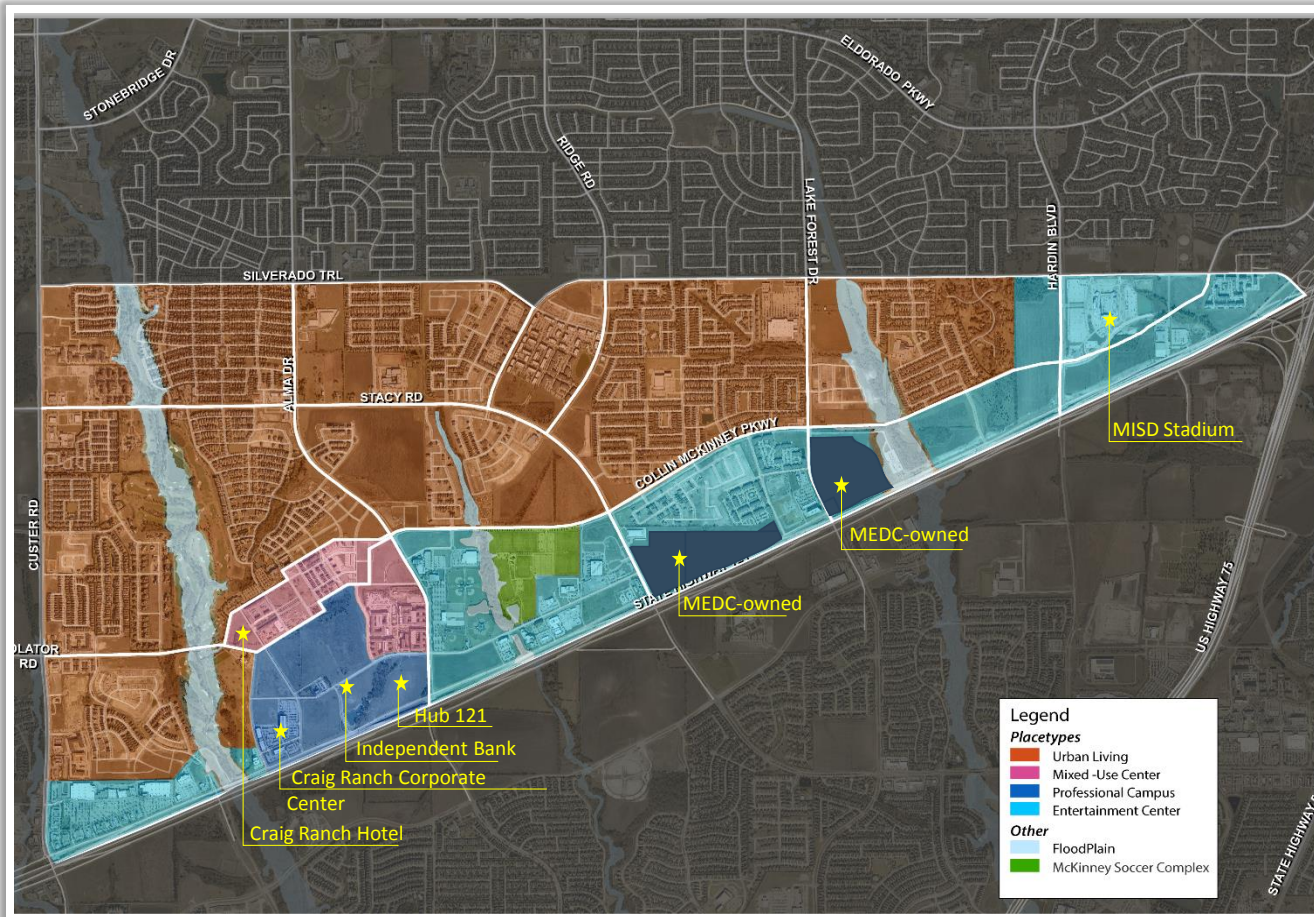 STONEBRIDGE DR
ELDORADO PKWY
RIDGE RD
LAKE FOREST DR
HARDIN BLVD
SILVERADO TRL
ALMA DR
STACY RD
COLLIN MCKINNEY PKWY
CUSTER RD
MISD Stadium
MEDC-owned
MEDC-owned
US HIGHWAY 75
RD
Hub 121
Independent Bank
Craig Ranch Corporate
Center
Craig Ranch Hotel
STATE HIGHWAY
Legend
Placetypes
Urban Living
Mixed -Use Center
Professional Campus
Entertainment Center
Other
FloodPlain
McKinney Soccer Complex